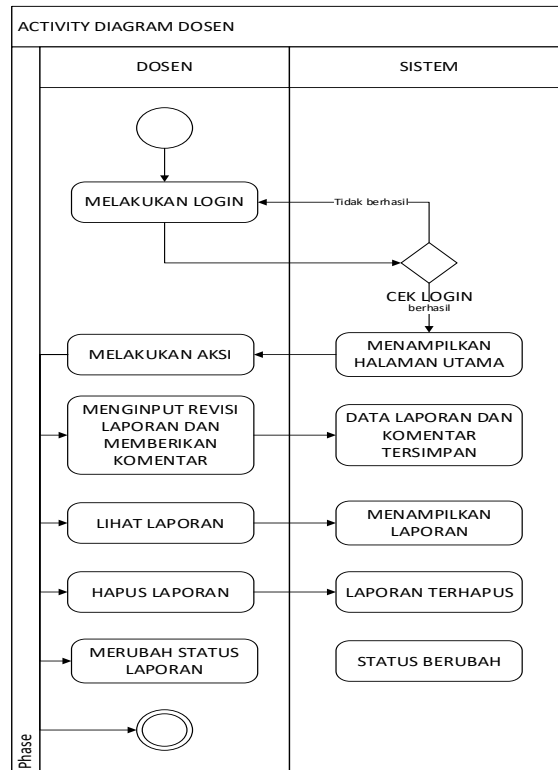 ACTIVITY DIAGRAM DOSEN
DOSEN
SISTEM
MELAKUKAN LOGIN
Tidak berhasil
CEK LOGIN
berhasil
MELAKUKAN AKSI
MENAMPILKAN
HALAMAN UTAMA
MENGINPUT REVISI
LAPORAN DAN
MEMBERIKAN
KOMENTAR
DATA LAPORAN DAN
KOMENTAR
TERSIMPAN
LIHAT LAPORAN
MENAMPILKAN
LAPORAN
HAPUS LAPORAN
LAPORAN TERHAPUS
MERUBAH STATUS
LAPORAN
STATUS BERUBAH
Phase